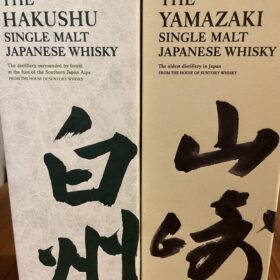 THE
HAKUSHU
SINGLE MALT
JAPANESE WHISKY
The distillery surrounded by forest
at the foot of the Southern Japan Alps
FROM THE HOUSE OF SUNTORY WHISKY
白州
THE
YAMAZAKI
SINGLE MALT
JAPANESE WHISKY
The oldest distillery in Japan
FROM THE HOUSE OF SUNTORY WHISKY
山崎